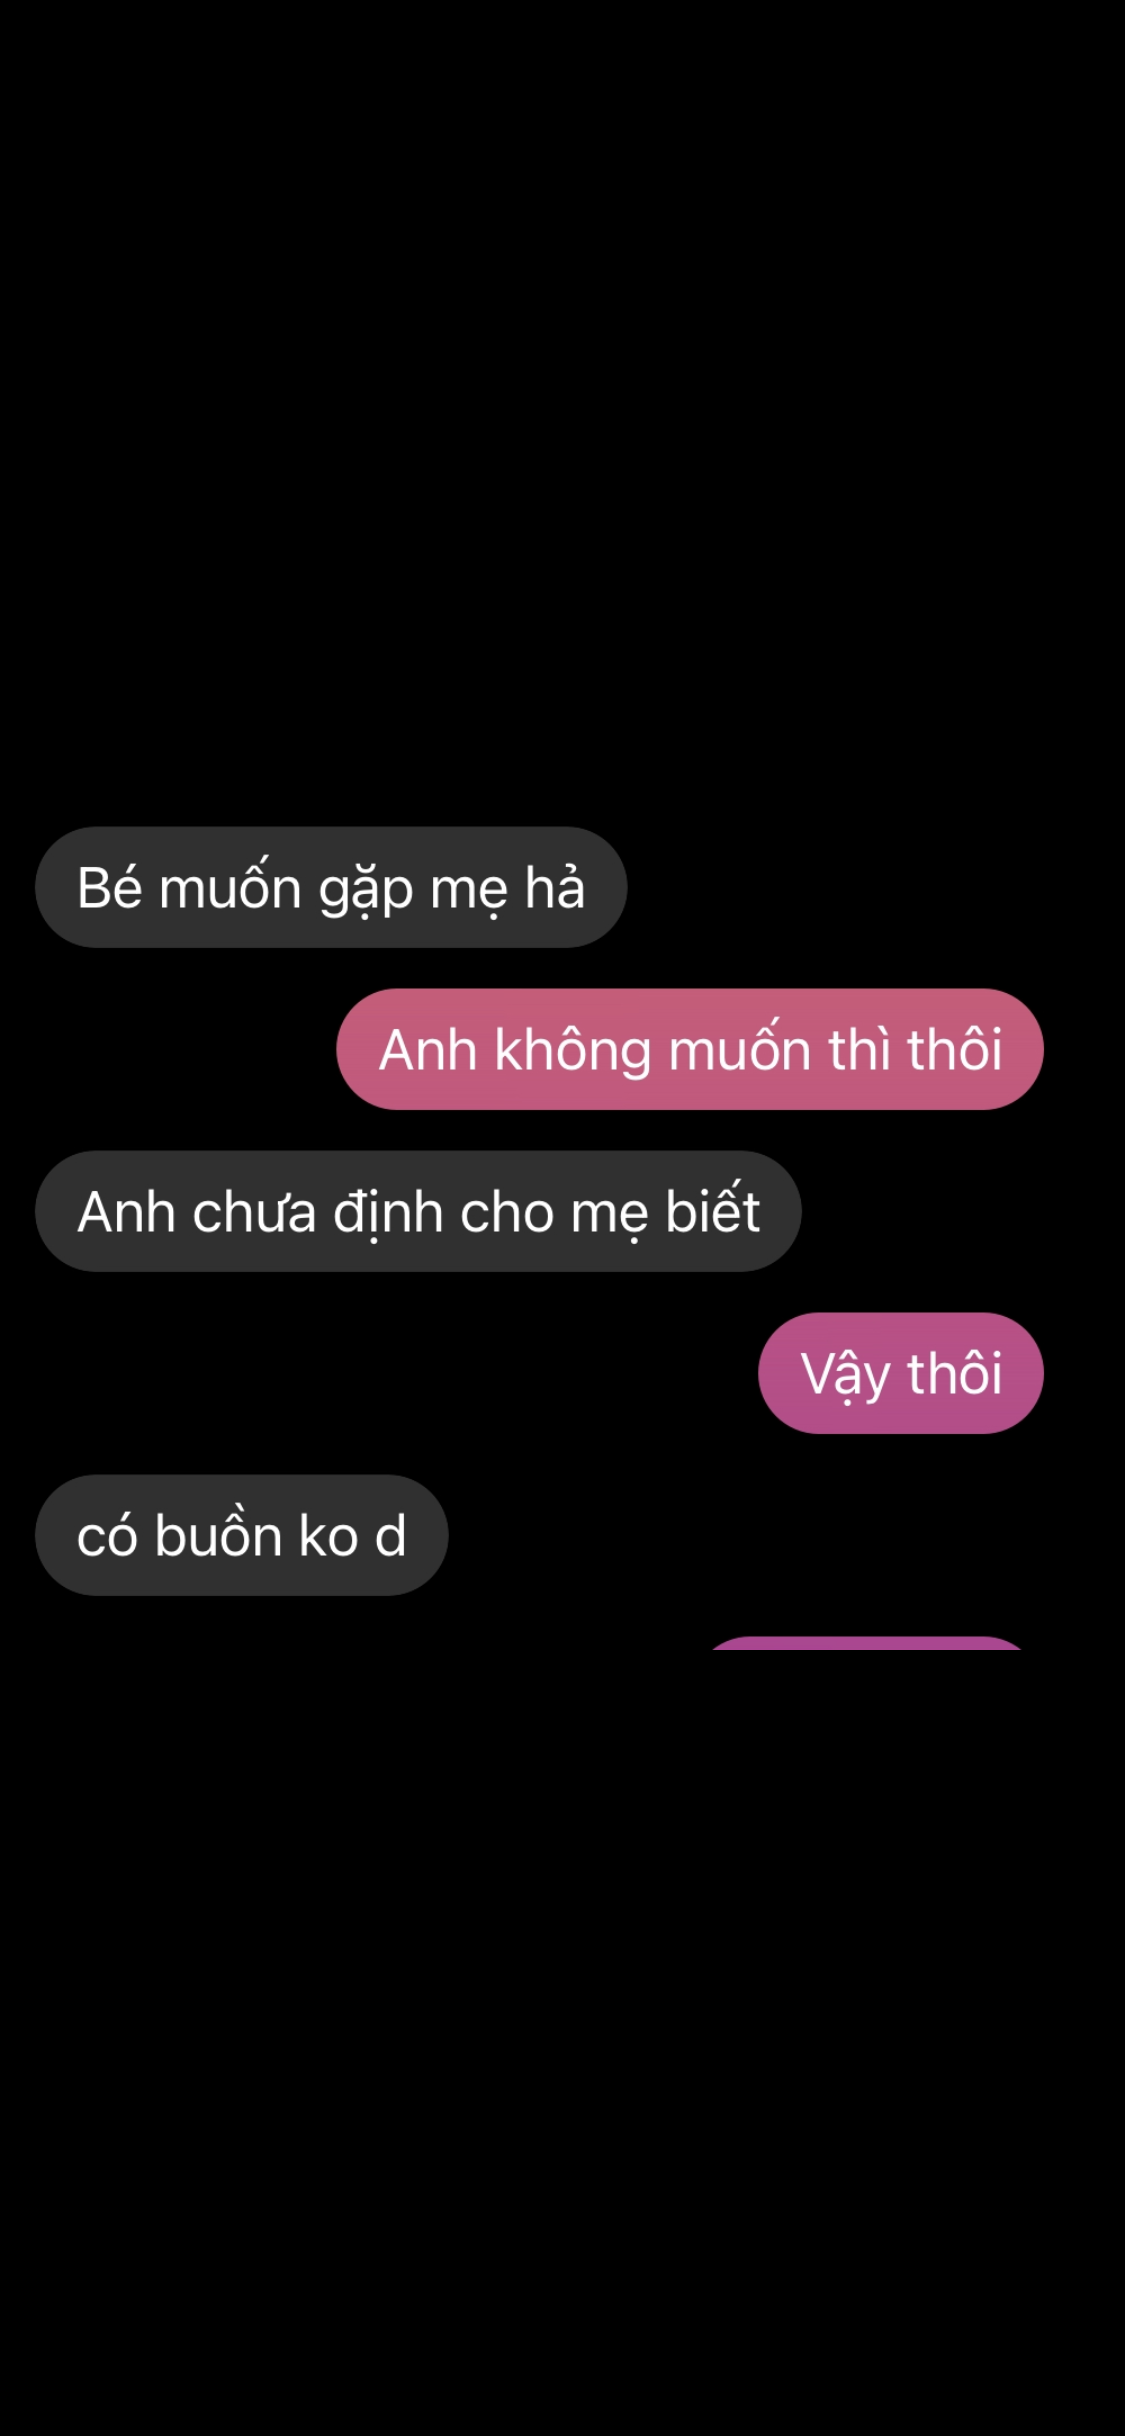 Bé muốn gặp mẹ hả
Anh không muốn thì thôi
Anh chưa định cho mẹ biết
Vậy thôi
có buồn ko d